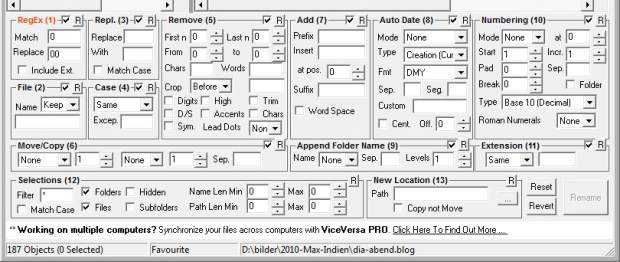 RegEx (1) R
Match 0
Replace 00
Include Ext.
Repl. (3) R
Replace
With
Match Case
Remove (5) R
First n 0 Last n 0
From 0 to 0
Chars Words
Crop Before
Digits High Trim
D/S Accents Chars
Sym. Lead Dots Non
Add (7) R
Prefix
Insert
at pos. 0
Suffix
Word Space
Auto Date (8) R
Mode None
Type Creation (Cur
Fmt DMY
Sep. Seg.
Custom
Cent. Off. 0
Numbering (10) R
Mode None at 0
Start 1 Incr. 1
Pad 0 Sep.
Break 0 Folder
Type Base 10 (Decimal)
Roman Numerals None
File (2) R
Name Keep
Case (4) R
Same
Excep.
Move/Copy (6) R
None 1 None 1 Sep.
Append Folder Name (9) R
Name None Sep. Levels 1
Extension (11) R
Same
Selections (12) R
Filter * Folders Hidden Name Len Min 0 Max 0
Match Case Files Subfolders Path Len Min 0 Max 0
New Location (13) R
Path ...
Copy not Move
Reset
Revert
Rename
** Working on multiple computers? Synchronize your files across computers with ViceVersa PRO. Click Here To Find Out More ...
187 Objects (0 Selected) Favourite D:\bilder\2010-Max-Indien\dia-abend.blog